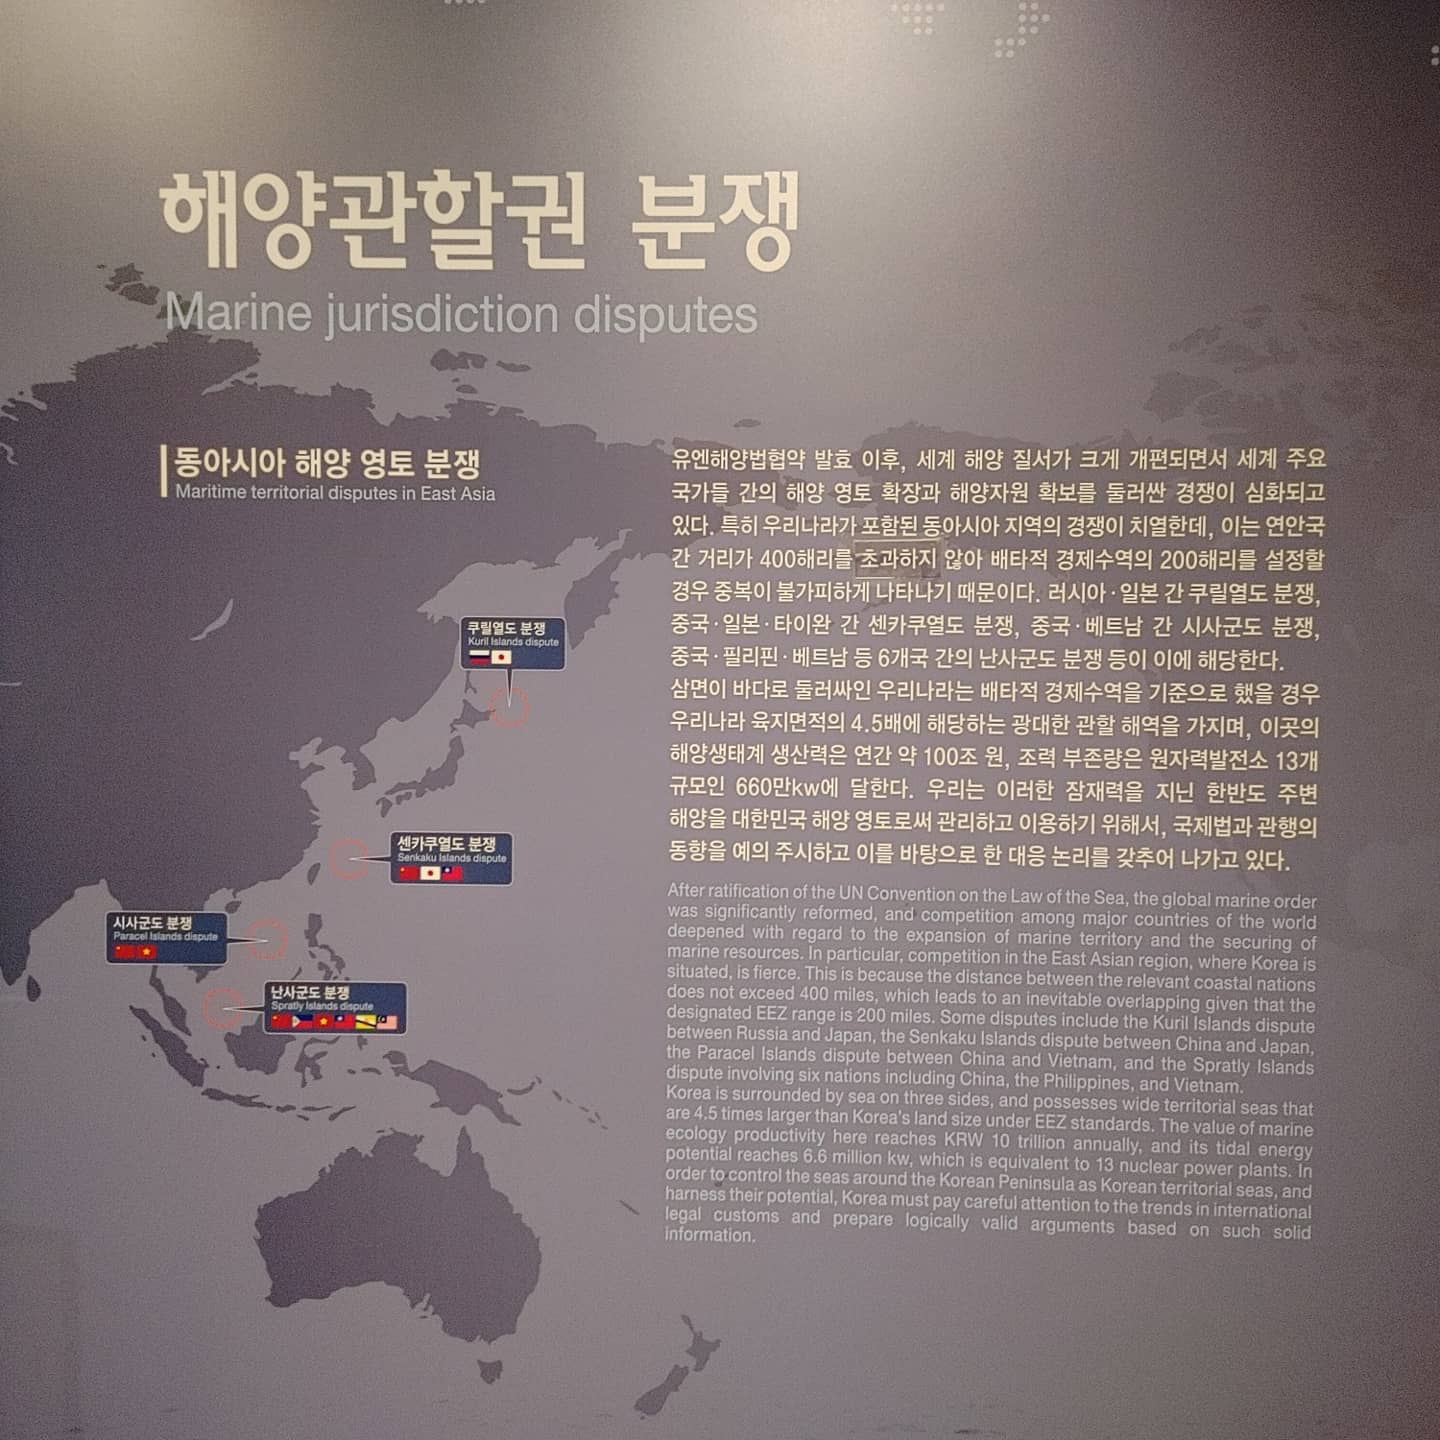 해양관할권 분쟁
Marine jurisdiction disputes
동아시아 해양 영토 분쟁
Maritime territorial disputes in East Asia
쿠릴열도 분쟁
Kuril Islands dispute
센카쿠열도 분쟁
Senkaku Islands dispute
시사군도 분쟁
Paracel Islands dispute
난사군도 분쟁
Spratly Islands dispute
유엔해양법협약 발효 이후, 세계 해양 질서가 크게 개편되면서 세계 주요
국가들 간의 해양 영토 확장과 해양자원 확보를 둘러싼 경쟁이 심화되고
있다. 특히 우리나라가 포함된 동아시아 지역의 경쟁이 치열한데, 이는 연안국
간 거리가 400해리를 초과하지 않아 배타적 경제수역의 200해리를 설정할
경우 중복이 불가피하게 나타나기 때문이다. 러시아·일본 간 쿠릴열도 분쟁,
중국·일본·타이완 간 센카쿠열도 분쟁, 중국·베트남 간 시사군도 분쟁,
중국·필리핀·베트남 등 6개국 간의 난사군도 분쟁 등이 이에 해당한다.
삼면이 바다로 둘러싸인 우리나라는 배타적 경제수역을 기준으로 했을 경우
우리나라 육지면적의 4.5배에 해당하는 광대한 관할 해역을 가지며, 이곳의
해양생태계 생산력은 연간 약 100조 원, 조력 부존량은 원자력발전소 13개
규모인 660만kw에 달한다. 우리는 이러한 잠재력을 지닌 한반도 주변
해양을 대한민국 해양 영토로써 관리하고 이용하기 위해서, 국제법과 관행의
동향을 예의 주시하고 이를 바탕으로 한 대응 논리를 갖추어 나가고 있다.
After ratification of the UN Convention on the Law of the Sea, the global marine order
was significantly reformed, and competition among major countries of the world
deepened with regard to the expansion of marine territory and the securing of
marine resources. In particular, competition in the East Asian region, where Korea is
situated, is fierce. This is because the distance between the relevant coastal nations
does not exceed 400 miles, which leads to an inevitable overlapping given that the
designated EEZ range is 200 miles. Some disputes include the Kuril Islands dispute
between Russia and Japan, the Senkaku Islands dispute between China and Japan,
the Paracel Islands dispute between China and Vietnam, and the Spratly Islands
dispute involving six nations including China, the Philippines, and Vietnam.
Korea is surrounded by sea on three sides, and possesses wide territorial seas that
are 4.5 times larger than Korea's land size under EEZ standards. The value of marine
ecology productivity here reaches KRW 10 trillion annually, and its tidal energy
potential reaches 6.6 million kw, which is equivalent to 13 nuclear power plants. In
order to control the seas around the Korean Peninsula as Korean territorial seas, and
harness their potential, Korea must pay careful attention to the trends in international
legal customs and prepare logically valid arguments based on such solid
information.